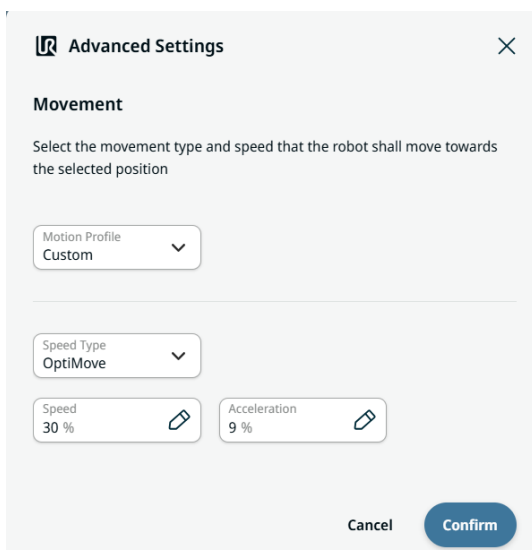 UR Advanced Settings
Movement
Select the movement type and speed that the robot shall move towards
the selected position
Motion Profile
Custom
Speed Type
OptiMove
Speed
30 %
Acceleration
9 %
Cancel
Confirm